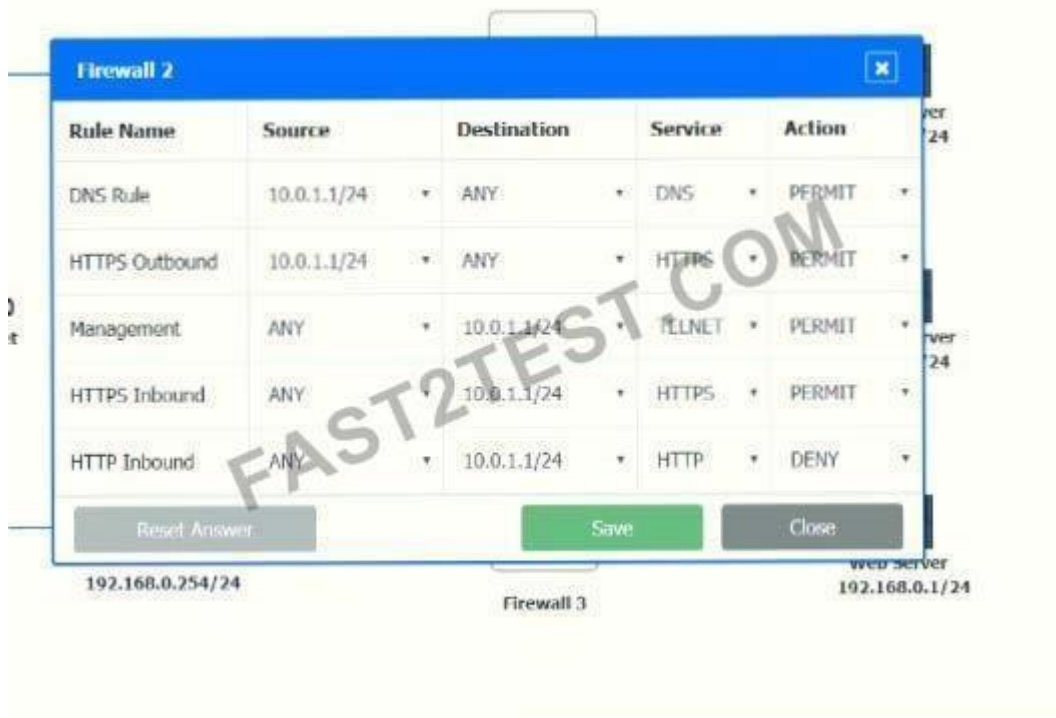 Firewall 2
Rule Name Source Destination Service Action
DNS Rule 10.0.1.1/24 ANY DNS PERMIT
HTTPS Outbound 10.0.1.1/24 ANY HTTPS PERMIT
Management ANY 10.0.1.1/24 TELNET PERMIT
HTTPS Inbound ANY 10.0.1.1/24 HTTPS PERMIT
HTTP Inbound ANY 10.0.1.1/24 HTTP DENY
Reset Answer Save Close
FAST2TEST.COM
192.168.0.254/24
Firewall 3
Web Server
192.168.0.1/24